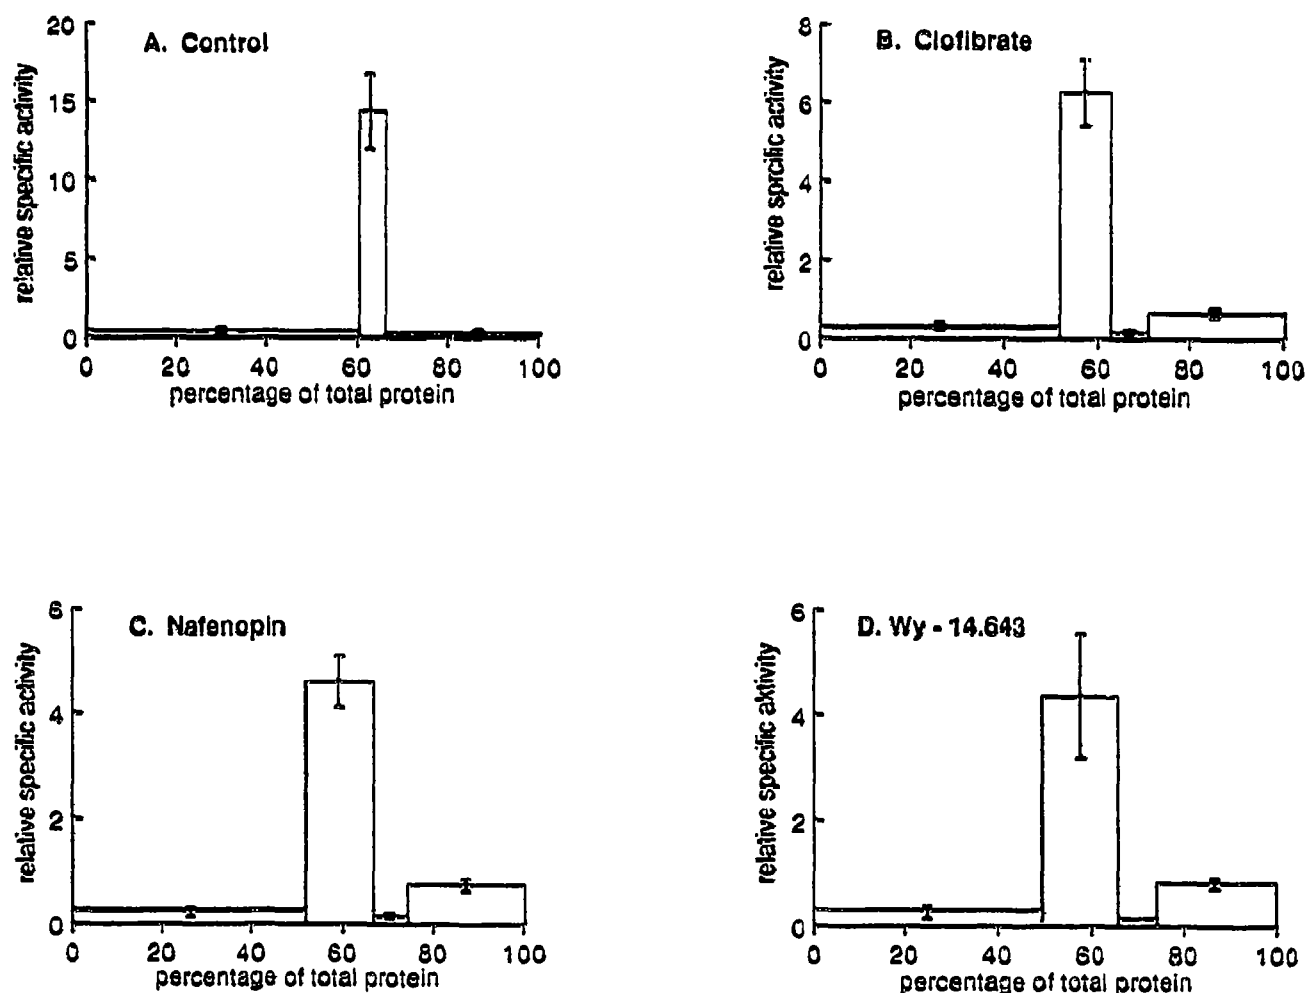 A. Control
relative specific activity
20
15
10
5
0
0 20 40 60 80 100
percentage of total protein
B. Clofibrate
relative sprcific activity
8
6
4
2
0
0 20 40 60 80 100
percentage of total protein
C. Nafenopin
relative specific activity
6
4
2
0
0 20 40 60 80 100
percentage of total protein
D. Wy - 14.643
relative specific aktivity
6
4
2
0
0 20 40 60 80 100
percentage of total protein